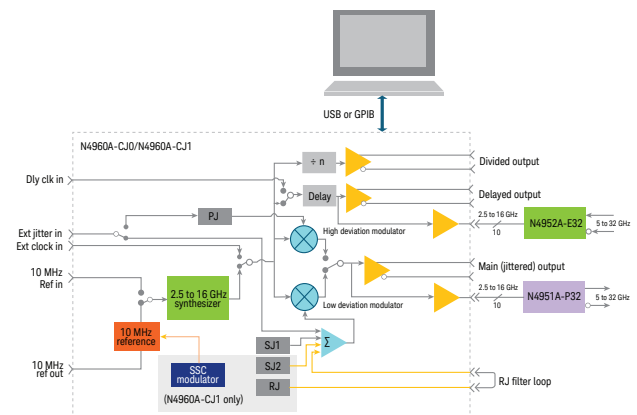 USB or GPIB
N4960A-CJ0/N4960A-CJ1
÷ n
Divided output
Dly clk in
Delay
Delayed output
PJ
2.5 to 16 GHz
10
N4952A-E32
5 to 32 GHz
Ext jitter in
High deviation modulator
Ext clock in
10 MHz
Ref in
Main (jittered) output
2.5 to 16 GHz
synthesizer
2.5 to 16 GHz
10
N4951A-P32
5 to 32 GHz
Low deviation modulator
10 MHz
reference
SJ1
Σ
SJ2
10 MHz
ref out
SSC
modulator
RJ
RJ filter loop
(N4960A-CJ1 only)